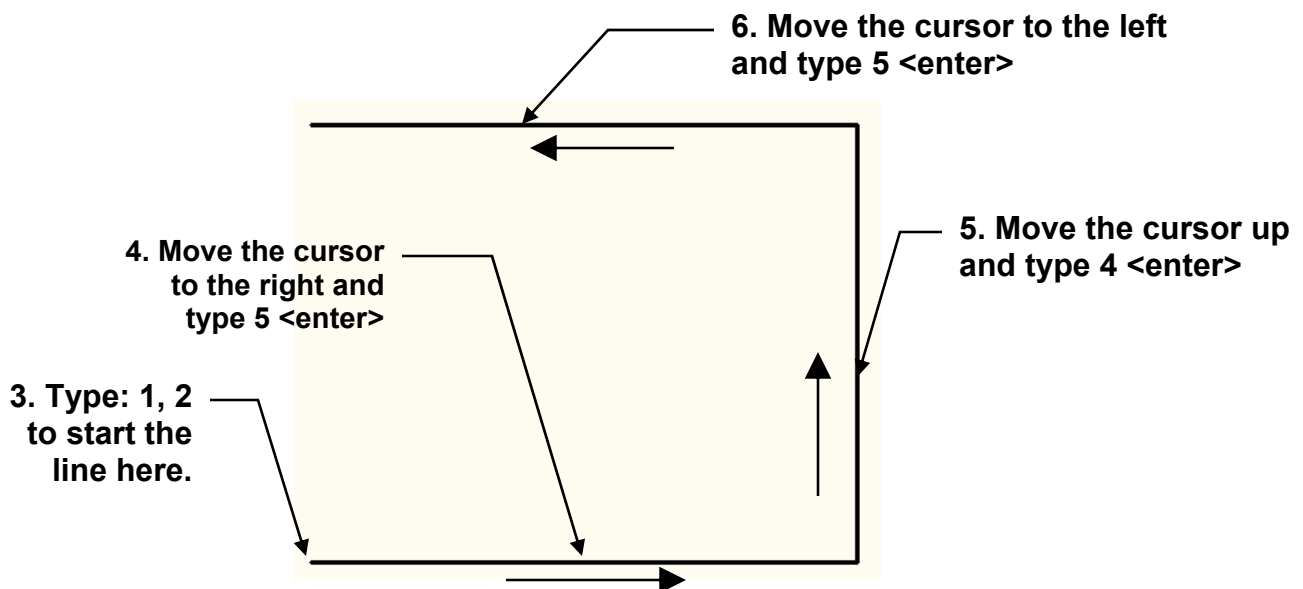 6. Move the cursor to the left
and type 5 <enter>
5. Move the cursor up
and type 4 <enter>
4. Move the cursor
to the right and
type 5 <enter>
3. Type: 1, 2
to start the
line here.